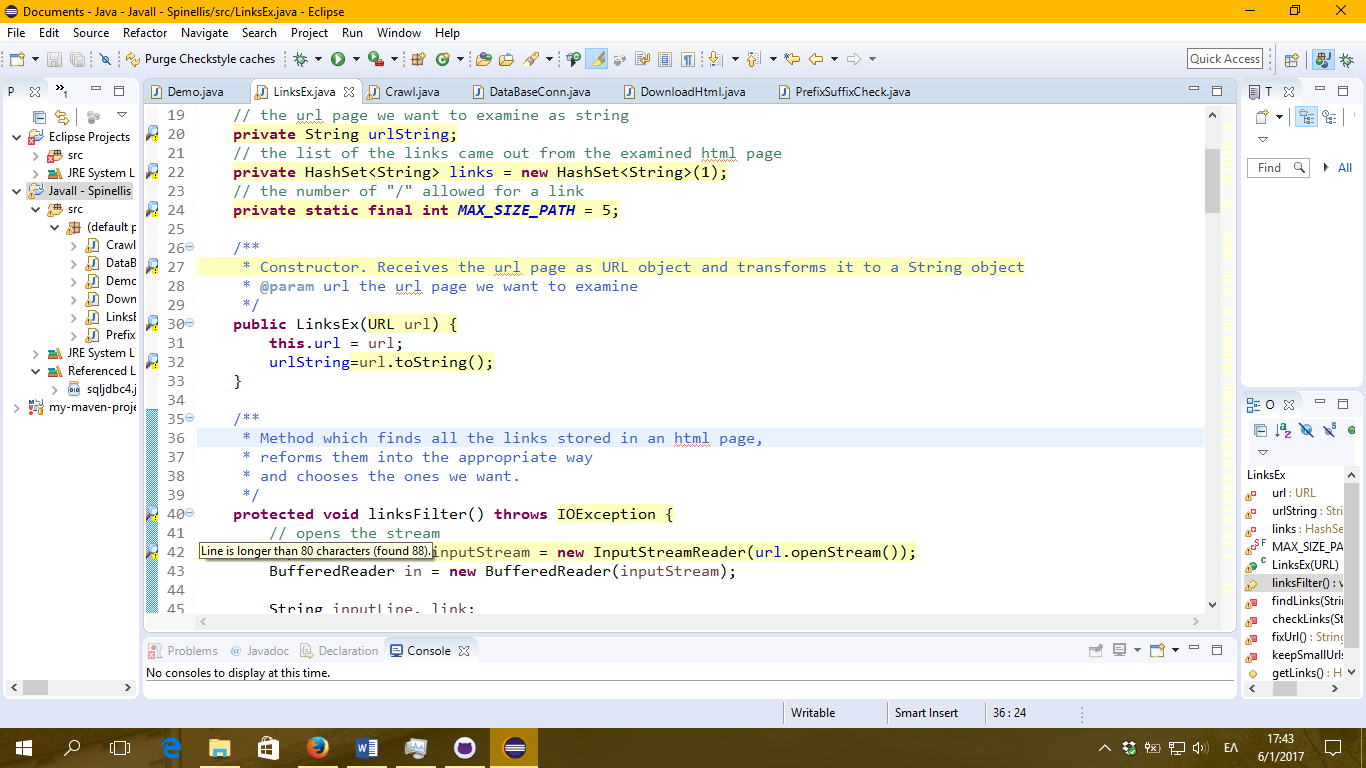 Documents - Java - JavaII - Spinellis/src/LinksEx.java - Eclipse
File Edit Source Refactor Navigate Search Project Run Window Help
Purge Checkstyle caches
Quick Access
P
»1
Demo.java LinksEx.java Crawl.java DataBaseConn.java DownloadHtml.java PrefixSuffixCheck.java
T
Eclipse Projects
src
JRE System L
JavaII - Spinellis
src
(default p
Crawl
DataB
Demo
Down
LinksE
Prefix
JRE System L
Referenced L
sqljdbc4.j
my-maven-proje
19 // the url page we want to examine as string
20 private String urlString;
21 // the list of the links came out from the examined html page
22 private HashSet<String> links = new HashSet<String>(1);
23 // the number of "/" allowed for a link
24 private static final int MAX_SIZE_PATH = 5;
25
26 /**
27 * Constructor. Receives the url page as URL object and transforms it to a String object
28 * @param url the url page we want to examine
29 */
30 public LinksEx(URL url) {
31 this.url = url;
32 urlString=url.toString();
33 }
34
35 /**
36 * Method which finds all the links stored in an html page,
37 * reforms them into the appropriate way
38 * and chooses the ones we want.
39 */
40 protected void linksFilter() throws IOException {
41 // opens the stream
42 Line is longer than 80 characters (found 88). inputStream = new InputStreamReader(url.openStream());
43 BufferedReader in = new BufferedReader(inputStream);
44
45 String inputLine, link;
Find All
O
LinksEx
url : URL
urlString : Stri
links : HashSe
MAX_SIZE_PA
LinksEx(URL)
linksFilter() : v
findLinks(Stri
checkLinks(St
fixUrl() : String
keepSmallUrls
getLinks() : H
Problems @ Javadoc Declaration Console
No consoles to display at this time.
Writable Smart Insert 36 : 24
ΕΛ
17:43
6/1/2017